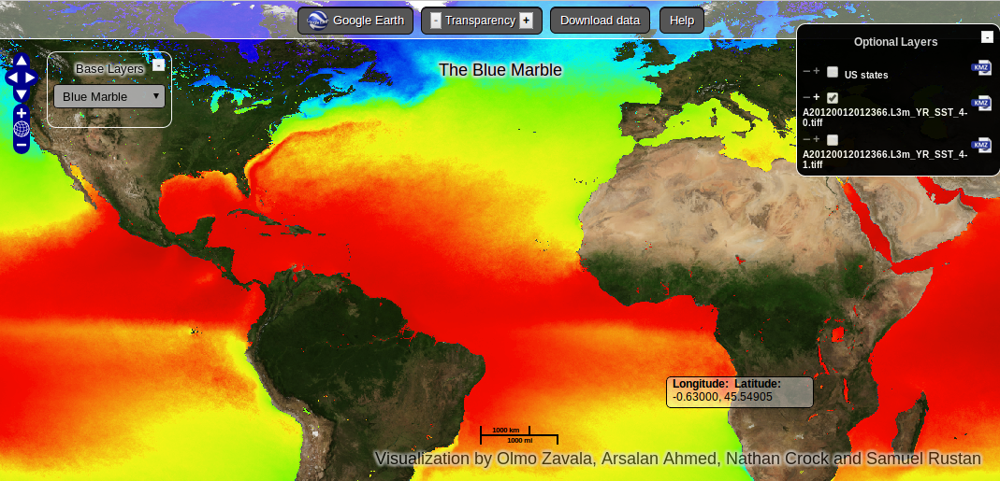 Google Earth
- Transparency +
Download data
Help
Base Layers -
Blue Marble
The Blue Marble
Optional Layers -
US states
KMZ
A20120012012366.L3m_YR_SST_4-
0.tiff
KMZ
A20120012012366.L3m_YR_SST_4-
1.tiff
KMZ
Longitude: Latitude:
-0.63000, 45.54905
1000 km
1000 mi
Visualization by Olmo Zavala, Arsalan Ahmed, Nathan Crock and Samuel Rustan